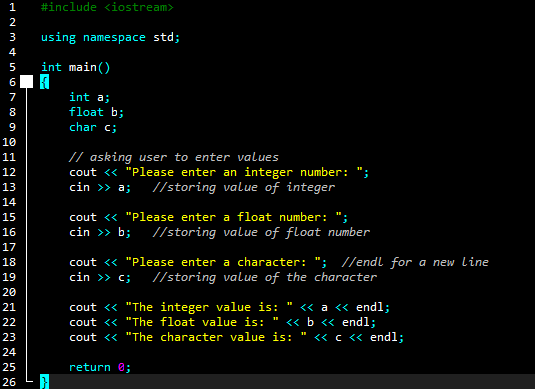 1 #include <iostream>
2
3 using namespace std;
4
5 int main()
6 {
7 int a;
8 float b;
9 char c;
10
11 // asking user to enter values
12 cout << "Please enter an integer number: ";
13 cin >> a; //storing value of integer
14
15 cout << "Please enter a float number: ";
16 cin >> b; //storing value of float number
17
18 cout << "Please enter a character: "; //endl for a new line
19 cin >> c; //storing value of the character
20
21 cout << "The integer value is: " << a << endl;
22 cout << "The float value is: " << b << endl;
23 cout << "The character value is: " << c << endl;
24
25 return 0;
26 }